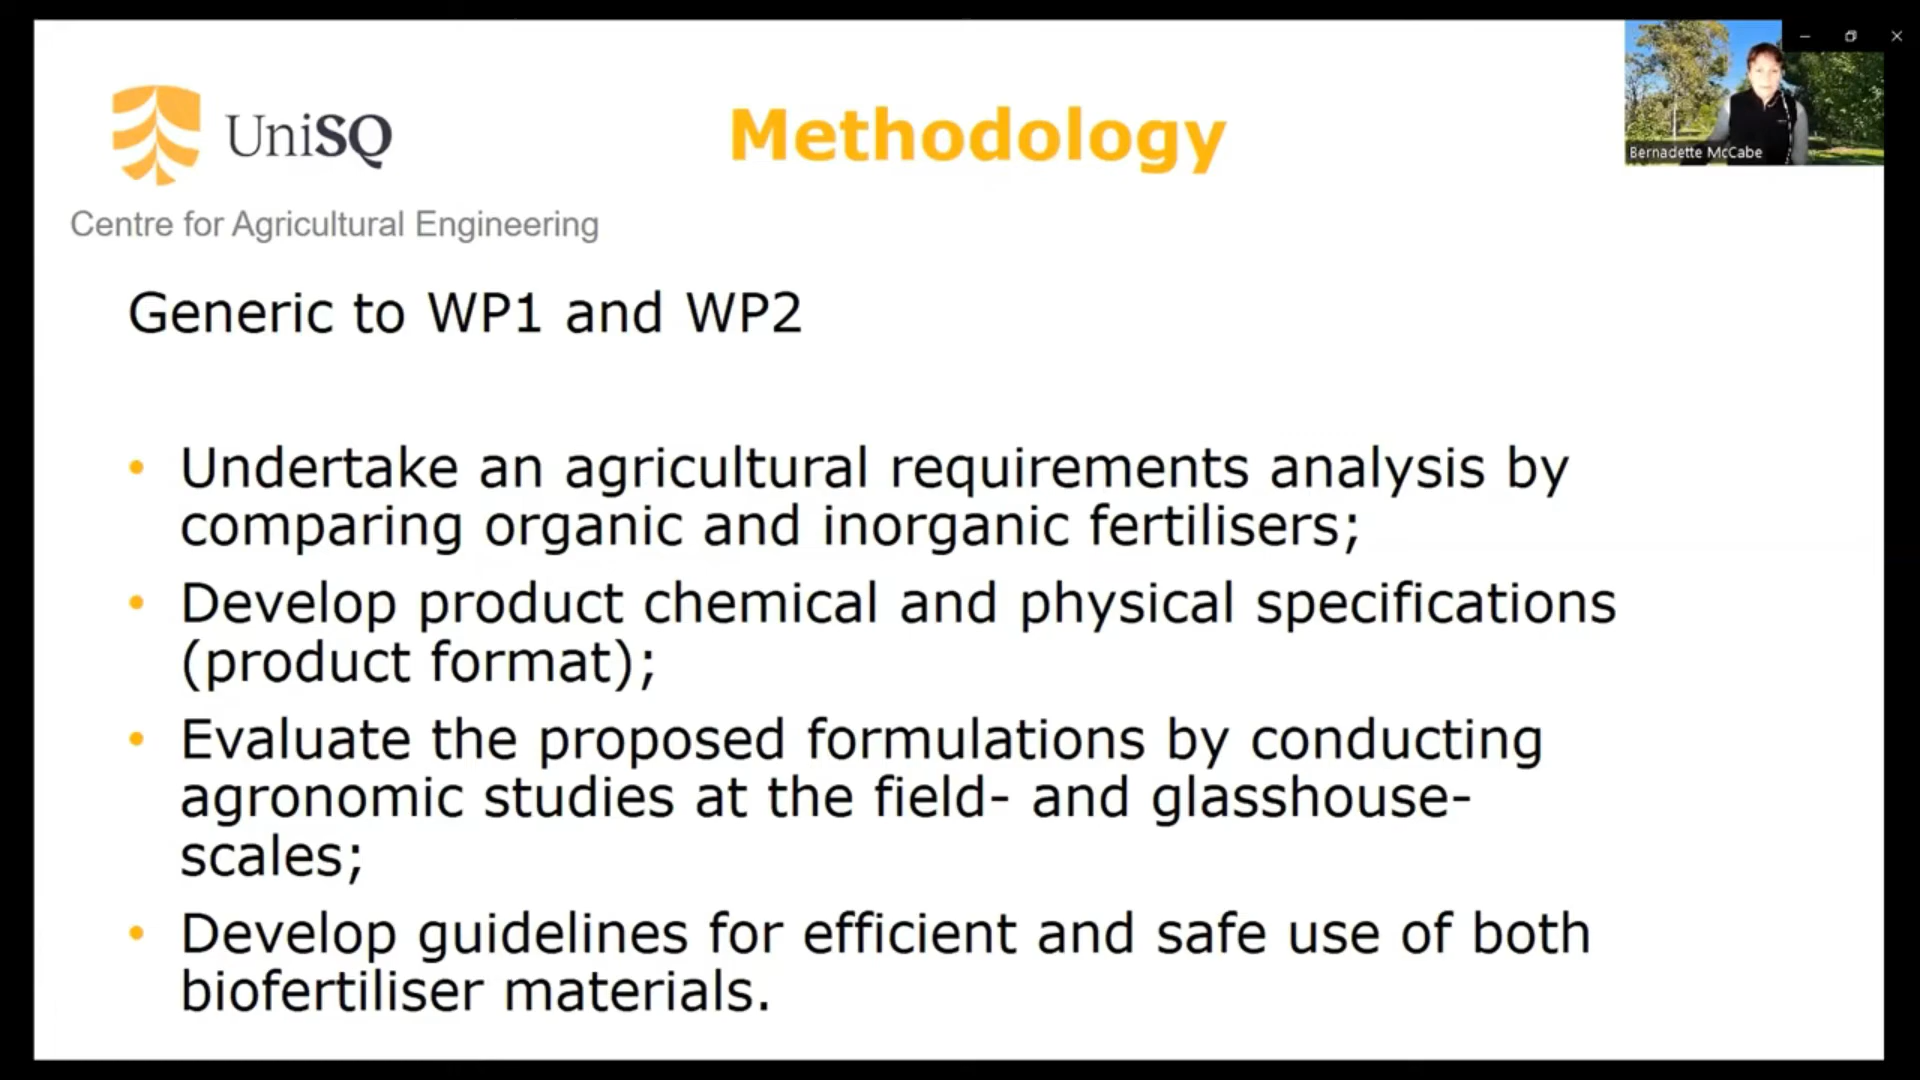 UniSQ
Methodology
Bernadette McCabe
Centre for Agricultural Engineering
Generic to WP1 and WP2
• Undertake an agricultural requirements analysis by
comparing organic and inorganic fertilisers;
• Develop product chemical and physical specifications
(product format);
• Evaluate the proposed formulations by conducting
agronomic studies at the field- and glasshouse-
scales;
• Develop guidelines for efficient and safe use of both
biofertiliser materials.